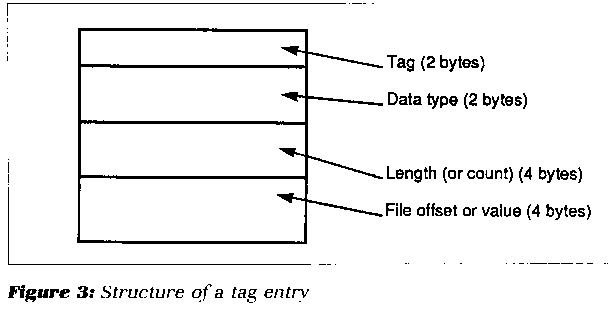 Tag (2 bytes)
Data type (2 bytes)
Length (or count) (4 bytes)
File offset or value (4 bytes)
Figure 3: Structure of a tag entry